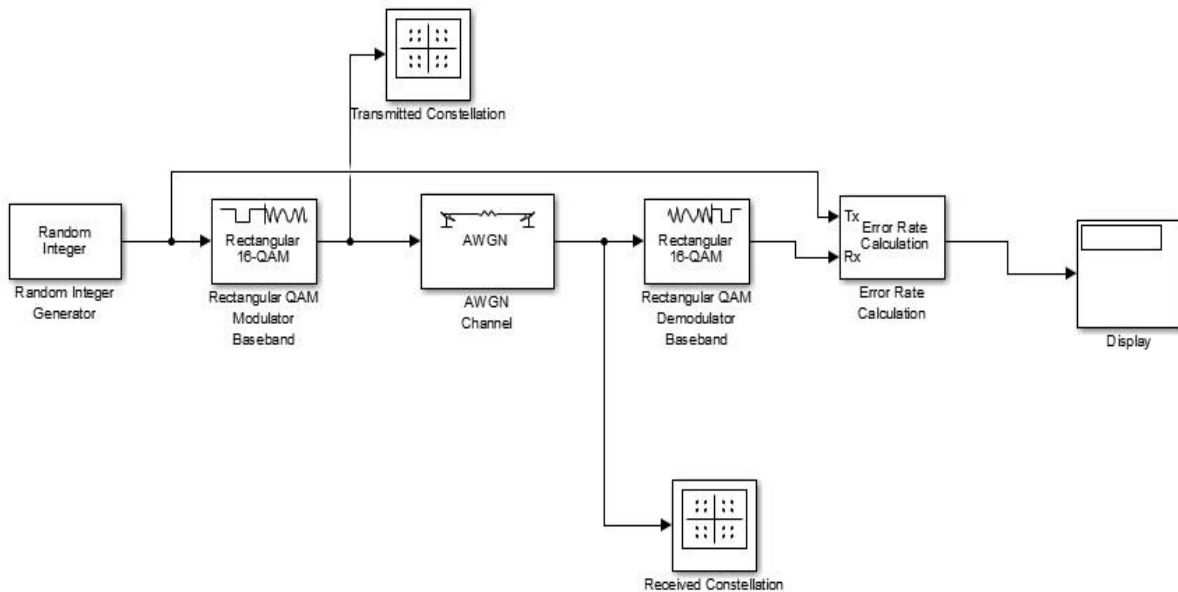 Transmitted Constellation
Random
Integer
Random Integer
Generator
Rectangular
16-QAM
Rectangular QAM
Modulator
Baseband
AWGN
AWGN
Channel
Rectangular
16-QAM
Rectangular QAM
Demodulator
Baseband
Tx
Error Rate
Calculation
Rx
Error Rate
Calculation
Display
Received Constellation